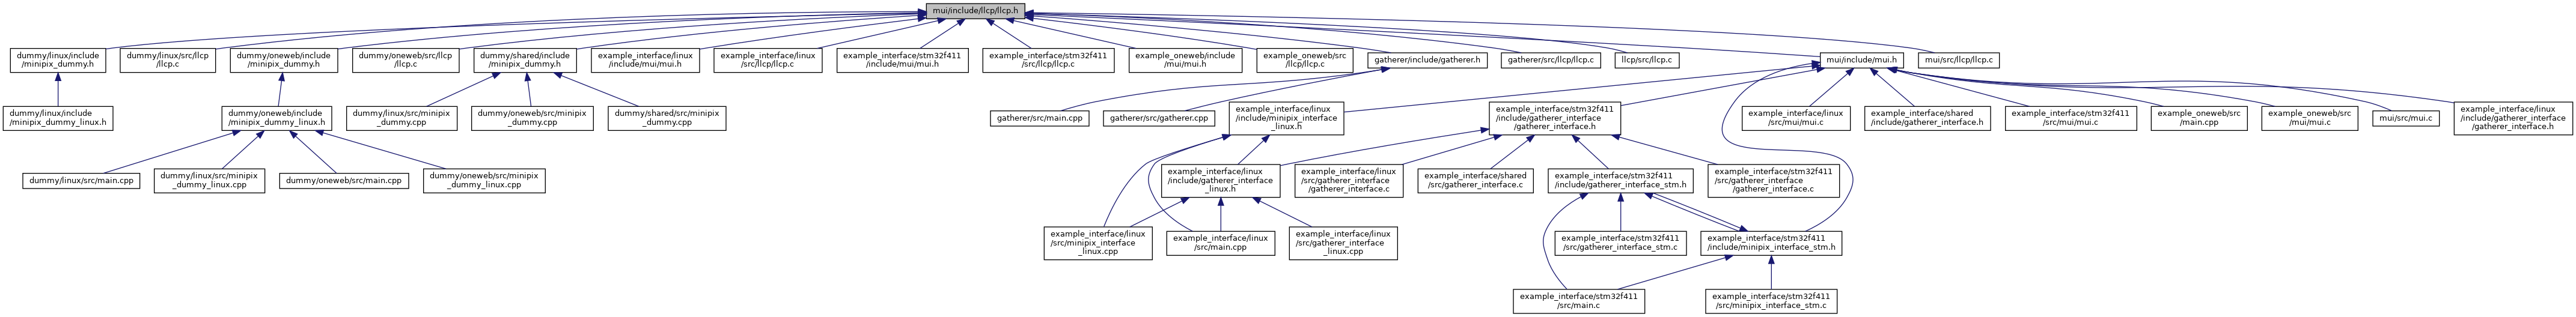 mui/include/llcp/llcp.h
dummy/linux/include
/minipix_dummy.h
dummy/linux/src/llcp
/llcp.c
dummy/oneweb/include
/minipix_dummy.h
dummy/oneweb/src/llcp
/llcp.c
dummy/shared/include
/minipix_dummy.h
example_interface/linux
/include/mui/mui.h
example_interface/linux
/src/llcp/llcp.c
example_interface/stm32f411
/include/mui/mui.h
example_interface/stm32f411
/src/llcp/llcp.c
example_oneweb/include
/mui/mui.h
example_oneweb/src
/llcp/llcp.c
gatherer/include/gatherer.h
gatherer/src/llcp/llcp.c
llcp/src/llcp.c
mui/include/mui.h
mui/src/llcp/llcp.c
dummy/linux/include
/minipix_dummy_linux.h
dummy/oneweb/include
/minipix_dummy_linux.h
dummy/linux/src/minipix
_dummy.cpp
dummy/oneweb/src/minipix
_dummy.cpp
dummy/shared/src/minipix
_dummy.cpp
gatherer/src/main.cpp
gatherer/src/gatherer.cpp
example_interface/linux
/include/minipix_interface
_linux.h
example_interface/stm32f411
/include/gatherer_interface
/gatherer_interface.h
example_interface/linux
/src/mui/mui.c
example_interface/shared
/include/gatherer_interface.h
example_interface/stm32f411
/src/mui/mui.c
example_oneweb/src
/main.cpp
example_oneweb/src
/mui/mui.c
mui/src/mui.c
example_interface/linux
/include/gatherer_interface
/gatherer_interface.h
dummy/linux/src/main.cpp
dummy/linux/src/minipix
_dummy_linux.cpp
dummy/oneweb/src/main.cpp
dummy/oneweb/src/minipix
_dummy_linux.cpp
example_interface/linux
/include/gatherer_interface
_linux.h
example_interface/linux
/src/gatherer_interface
/gatherer_interface.c
example_interface/shared
/src/gatherer_interface.c
example_interface/stm32f411
/include/gatherer_interface_stm.h
example_interface/stm32f411
/src/gatherer_interface
/gatherer_interface.c
example_interface/linux
/src/minipix_interface
_linux.cpp
example_interface/linux
/src/main.cpp
example_interface/linux
/src/gatherer_interface
_linux.cpp
example_interface/stm32f411
/src/gatherer_interface_stm.c
example_interface/stm32f411
/include/minipix_interface_stm.h
example_interface/stm32f411
/src/main.c
example_interface/stm32f411
/src/minipix_interface_stm.c